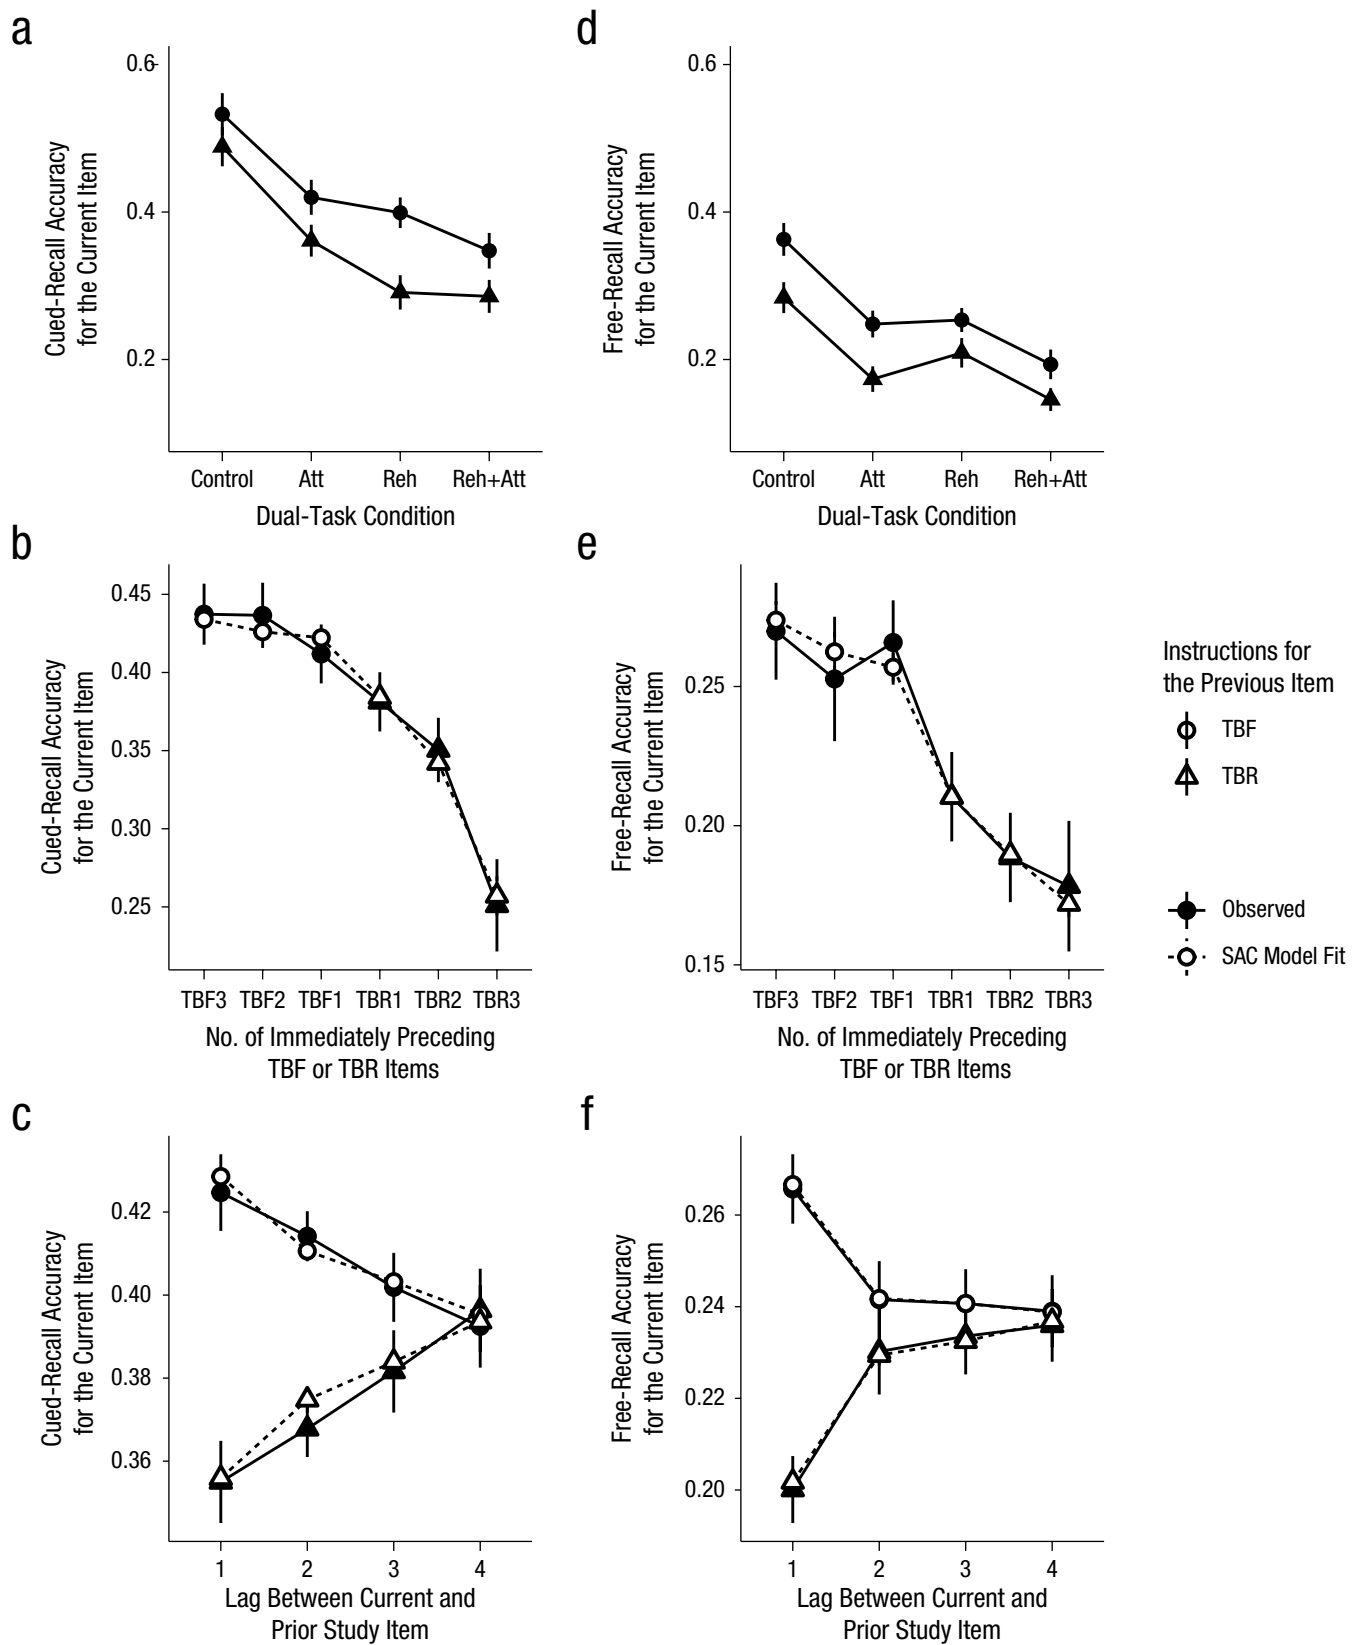 a
0.6
0.4
0.2
Cued-Recall Accuracy
for the Current Item
Control Att Reh Reh+Att
Dual-Task Condition
d
0.6
0.4
0.2
Free-Recall Accuracy
for the Current Item
Control Att Reh Reh+Att
Dual-Task Condition
b
0.45
0.40
0.35
0.30
0.25
Cued-Recall Accuracy
for the Current Item
TBF3 TBF2 TBF1 TBR1 TBR2 TBR3
No. of Immediately Preceding
TBF or TBR Items
e
0.25
0.20
0.15
Free-Recall Accuracy
for the Current Item
TBF3 TBF2 TBF1 TBR1 TBR2 TBR3
No. of Immediately Preceding
TBF or TBR Items
Instructions for
the Previous Item
TBF
TBR
Observed
SAC Model Fit
c
0.42
0.40
0.38
0.36
Cued-Recall Accuracy
for the Current Item
1 2 3 4
Lag Between Current and
Prior Study Item
f
0.26
0.24
0.22
0.20
Free-Recall Accuracy
for the Current Item
1 2 3 4
Lag Between Current and
Prior Study Item